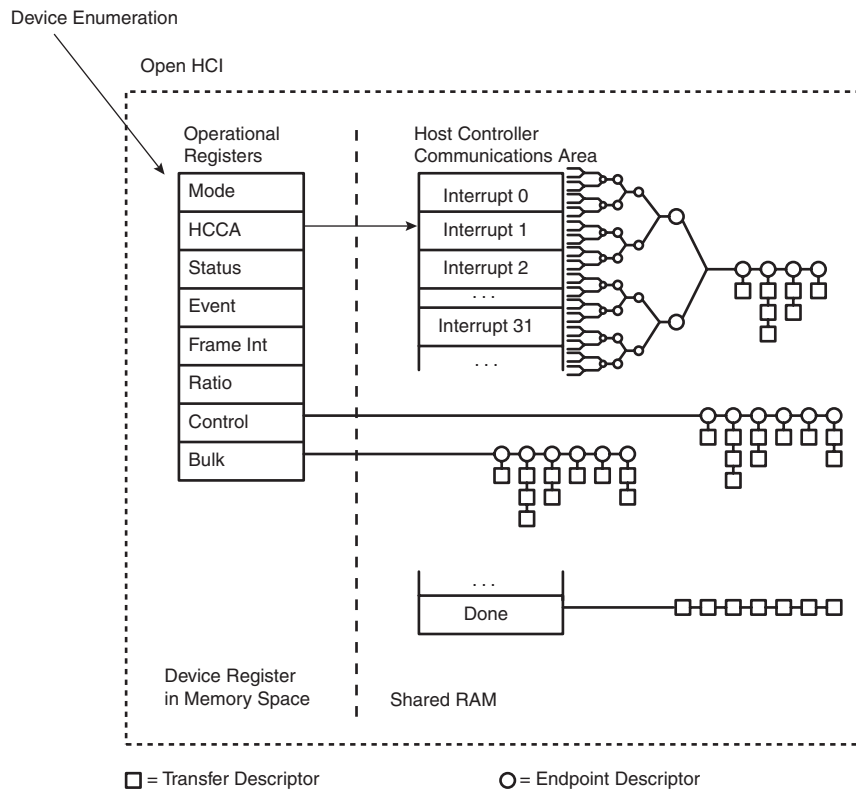 Device Enumeration
Open HCI
Operational
Registers
Mode
HCCA
Status
Event
Frame Int
Ratio
Control
Bulk
Host Controller
Communications Area
Interrupt 0
Interrupt 1
Interrupt 2
. . .
Interrupt 31
. . .
. . .
Done
Device Register
in Memory Space
Shared RAM
= Transfer Descriptor
= Endpoint Descriptor